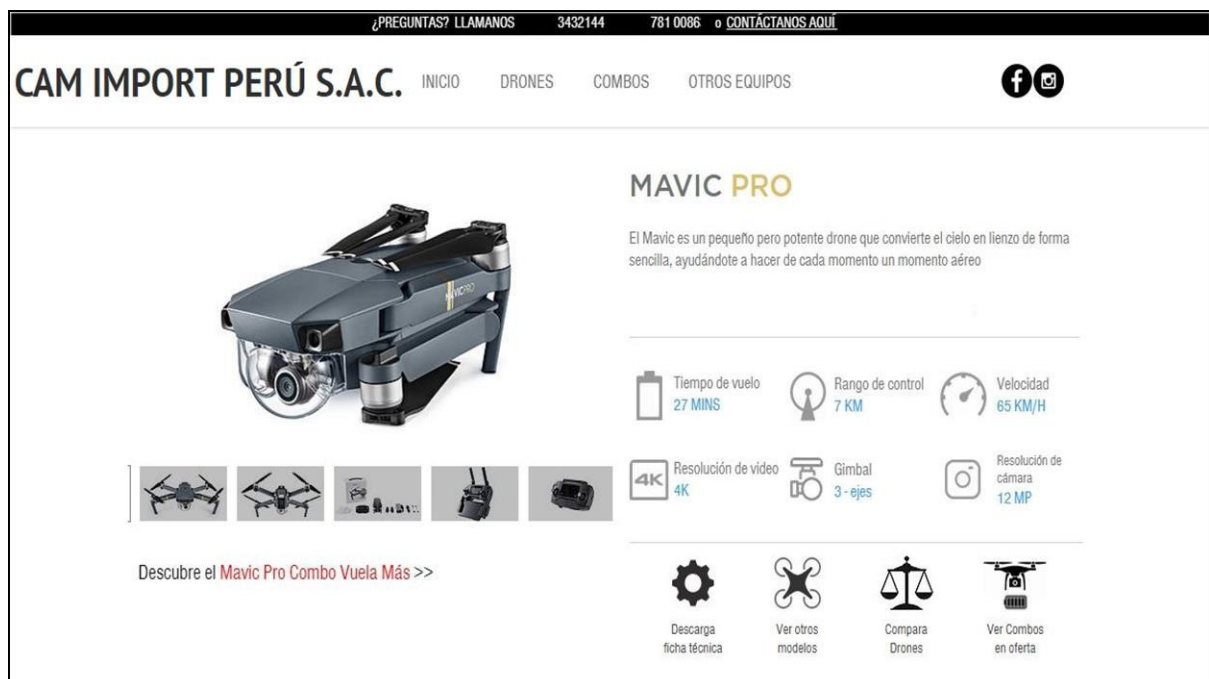 ¿PREGUNTAS? LLAMANOS 3432144 781 0086 o CONTÁCTANOS AQUÍ
CAM IMPORT PERÚ S.A.C. INICIO DRONES COMBOS OTROS EQUIPOS
MAVIC PRO
El Mavic es un pequeño pero potente drone que convierte el cielo en lienzo de forma
sencilla, ayudándote a hacer de cada momento un momento aéreo
MAVIC PRO
Tiempo de vuelo
27 MINS
Rango de control
7 KM
Velocidad
65 KM/H
4K
Resolución de video
4K
Gimbal
3 - ejes
Resolución de
cámara
12 MP
Descubre el Mavic Pro Combo Vuela Más >>
Descarga
ficha técnica
Ver otros
modelos
Compara
Drones
Ver Combos
en oferta